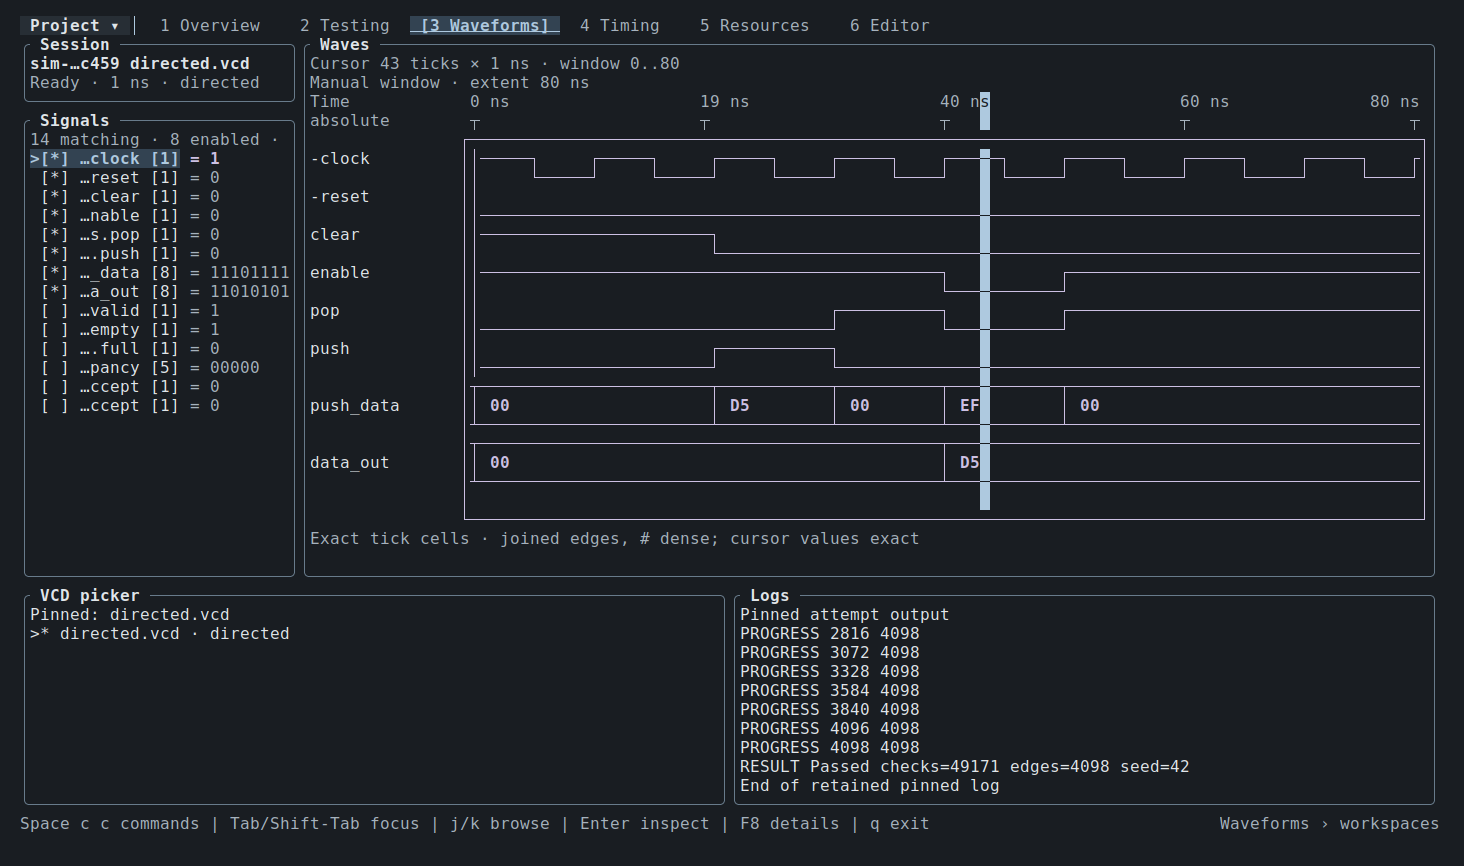 Project ▾ 1 Overview 2 Testing [3 Waveforms] 4 Timing 5 Resources 6 Editor
Session
sim-…c459 directed.vcd
Ready · 1 ns · directed
Signals
14 matching · 8 enabled ·
>[*] …clock [1] = 1
[*] …reset [1] = 0
[*] …clear [1] = 0
[*] …nable [1] = 0
[*] …s.pop [1] = 0
[*] ….push [1] = 0
[*] …_data [8] = 11101111
[*] …a_out [8] = 11010101
[ ] …valid [1] = 1
[ ] …empty [1] = 1
[ ] ….full [1] = 0
[ ] …pancy [5] = 00000
[ ] …ccept [1] = 0
[ ] …ccept [1] = 0
Waves
Cursor 43 ticks × 1 ns · window 0..80
Manual window · extent 80 ns
Time 0 ns 19 ns 40 ns 60 ns 80 ns
absolute
-clock
-reset
clear
enable
pop
push
push_data 00 D5 00 EF 00
data_out 00 D5
Exact tick cells · joined edges, # dense; cursor values exact
VCD picker
Pinned: directed.vcd
>* directed.vcd · directed
Logs
Pinned attempt output
PROGRESS 2816 4098
PROGRESS 3072 4098
PROGRESS 3328 4098
PROGRESS 3584 4098
PROGRESS 3840 4098
PROGRESS 4096 4098
PROGRESS 4098 4098
RESULT Passed checks=49171 edges=4098 seed=42
End of retained pinned log
Space c c commands | Tab/Shift-Tab focus | j/k browse | Enter inspect | F8 details | q exit Waveforms › workspaces